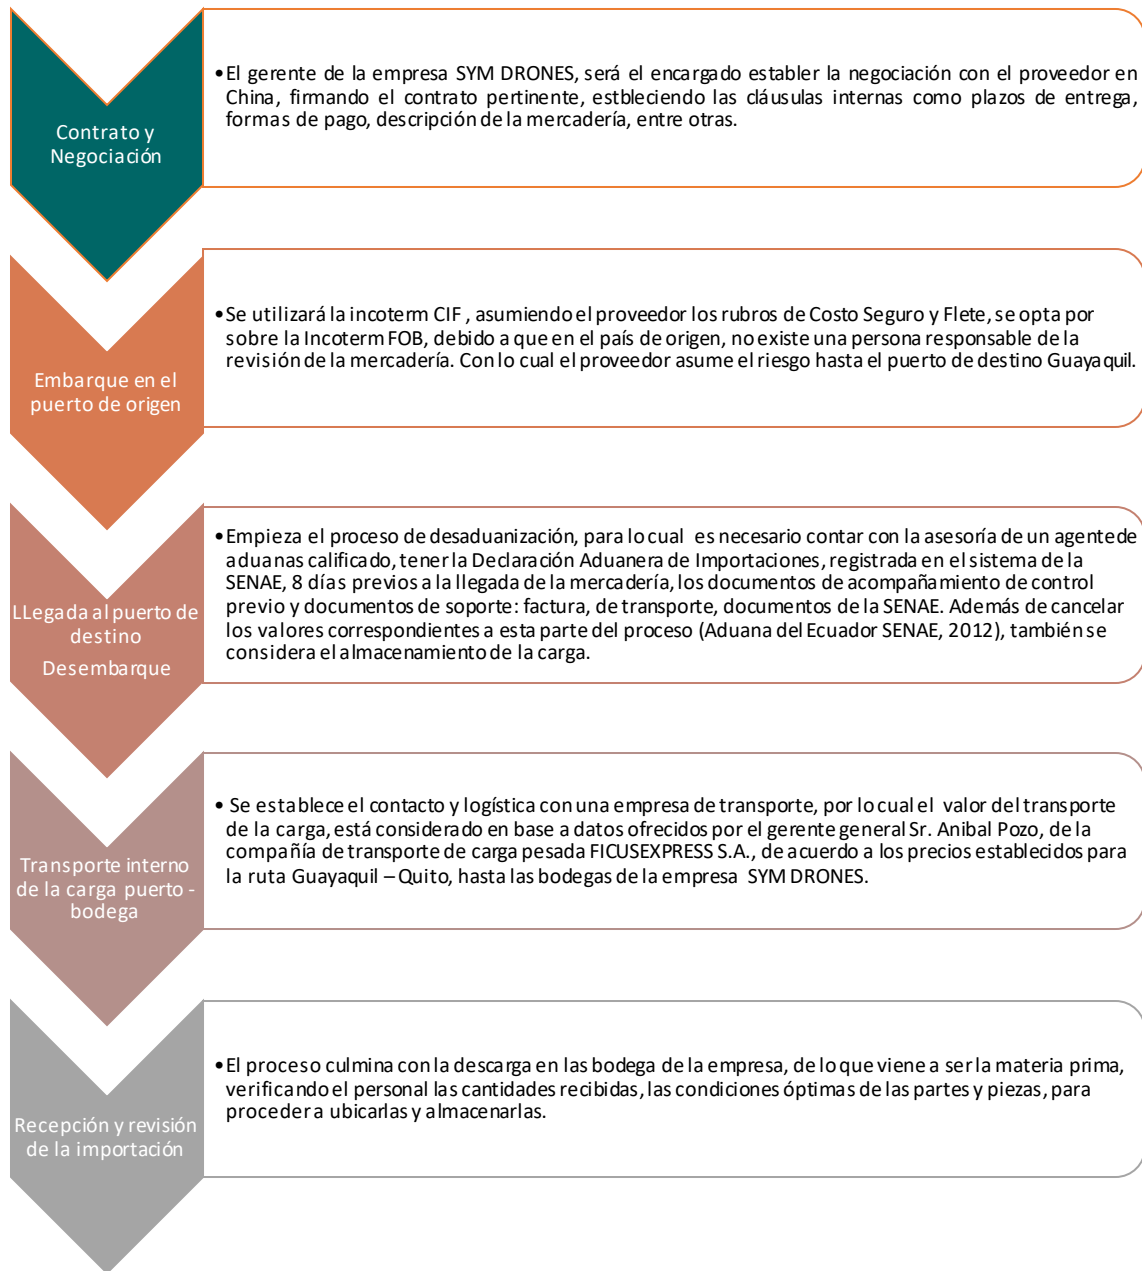 Contrato y
Negociación
•El gerente de la empresa SYM DRONES, será el encargado establer la negociación con el proveedor en
China, firmando el contrato pertinente, estbleciendo las cláusulas internas como plazos de entrega,
formas de pago, descripción de la mercadería, entre otras.
Embarque en el
puerto de origen
•Se utilizará la incoterm CIF , asumiendo el proveedor los rubros de Costo Seguro y Flete, se opta por
sobre la Incoterm FOB, debido a que en el país de origen, no existe una persona responsable de la
revisión de la mercadería. Con lo cual el proveedor asume el riesgo hasta el puerto de destino Guayaquil.
LLegada al puerto de
destino
Desembarque
•Empieza el proceso de desaduanización, para lo cual es necesario contar con la asesoría de un agente de
aduanas calificado, tener la Declaración Aduanera de Importaciones, registrada en el sistema de la
SENAE, 8 días previos a la llegada de la mercadería, los documentos de acompañamiento de control
previo y documentos de soporte: factura, de transporte, documentos de la SENAE. Además de cancelar
los valores correspondientes a esta parte del proceso (Aduana del Ecuador SENAE, 2012), también se
considera el almacenamiento de la carga.
Transporte interno
de la carga puerto -
bodega
• Se establece el contacto y logística con una empresa de transporte, por lo cual el valor del transporte
de la carga, está considerado en base a datos ofrecidos por el gerente general Sr. Anibal Pozo, de la
compañía de transporte de carga pesada FICUSEXPRESS S.A., de acuerdo a los precios establecidos para
la ruta Guayaquil – Quito, hasta las bodegas de la empresa SYM DRONES.
Recepción y revisión
de la importación
•El proceso culmina con la descarga en las bodega de la empresa, de lo que viene a ser la materia prima,
verificando el personal las cantidades recibidas, las condiciones óptimas de las partes y piezas, para
proceder a ubicarlas y almacenarlas.